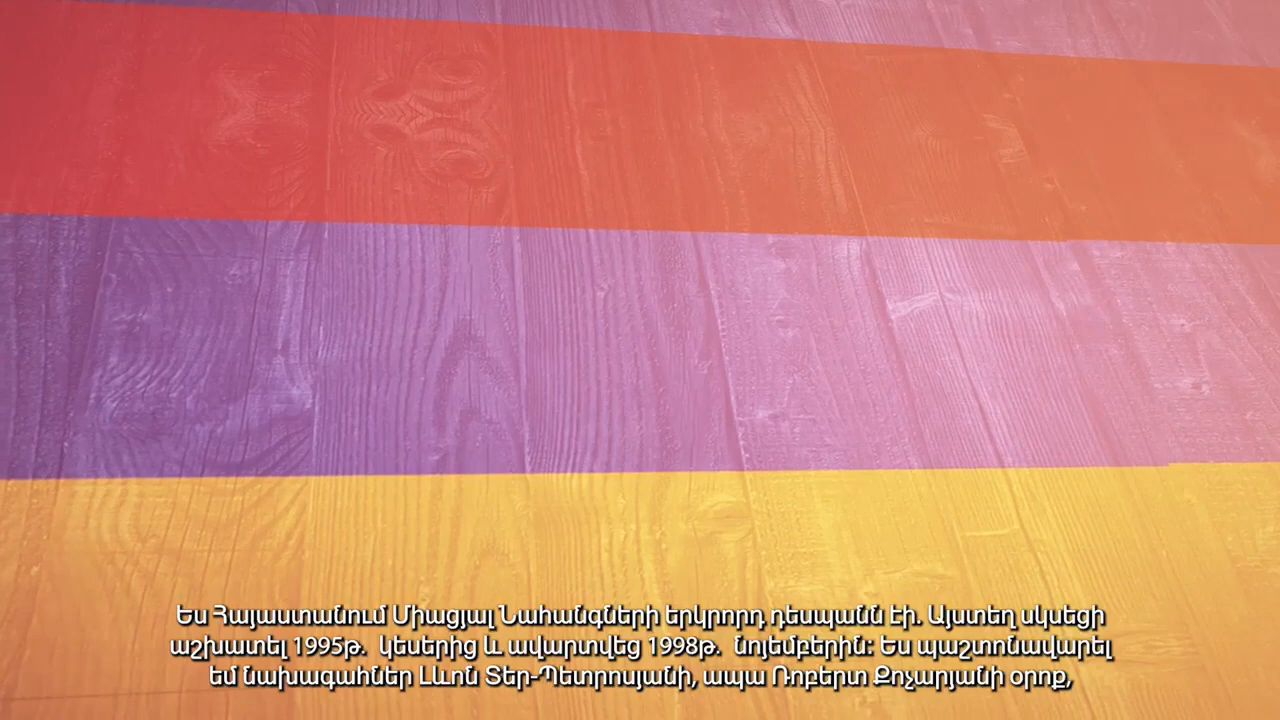 Ես Հայաստանում Միացյալ Նահանգների երկրորդ դեսպանն էի. Այստեղ սկսեցի
աշխատել 1995թ. կեսերից և ավարտվեց 1998թ. նոյեմբերին: Ես պաշտոնավարել
եմ նախագահներ Լևոն Տեր-Պետրոսյանի, ապա Ռոբերտ Քոչարյանի օրոք,